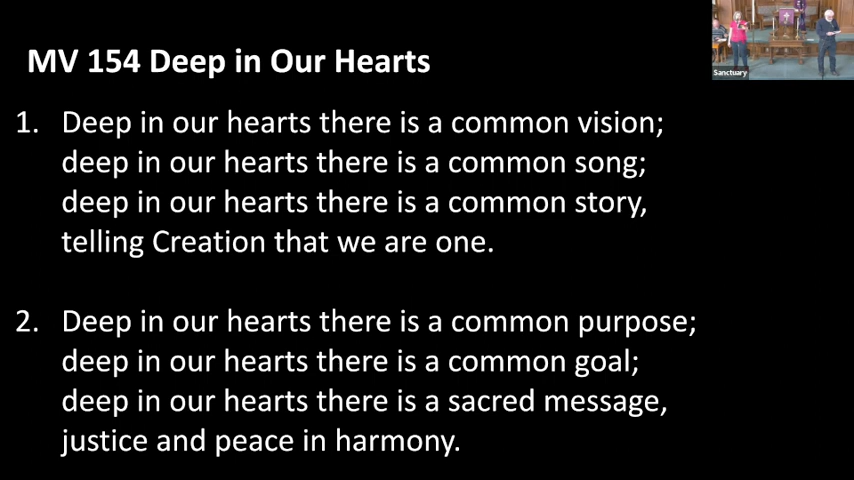 MV 154 Deep in Our Hearts
Sanctuary
1. Deep in our hearts there is a common vision;
deep in our hearts there is a common song;
deep in our hearts there is a common story,
telling Creation that we are one.
2. Deep in our hearts there is a common purpose;
deep in our hearts there is a common goal;
deep in our hearts there is a sacred message,
justice and peace in harmony.